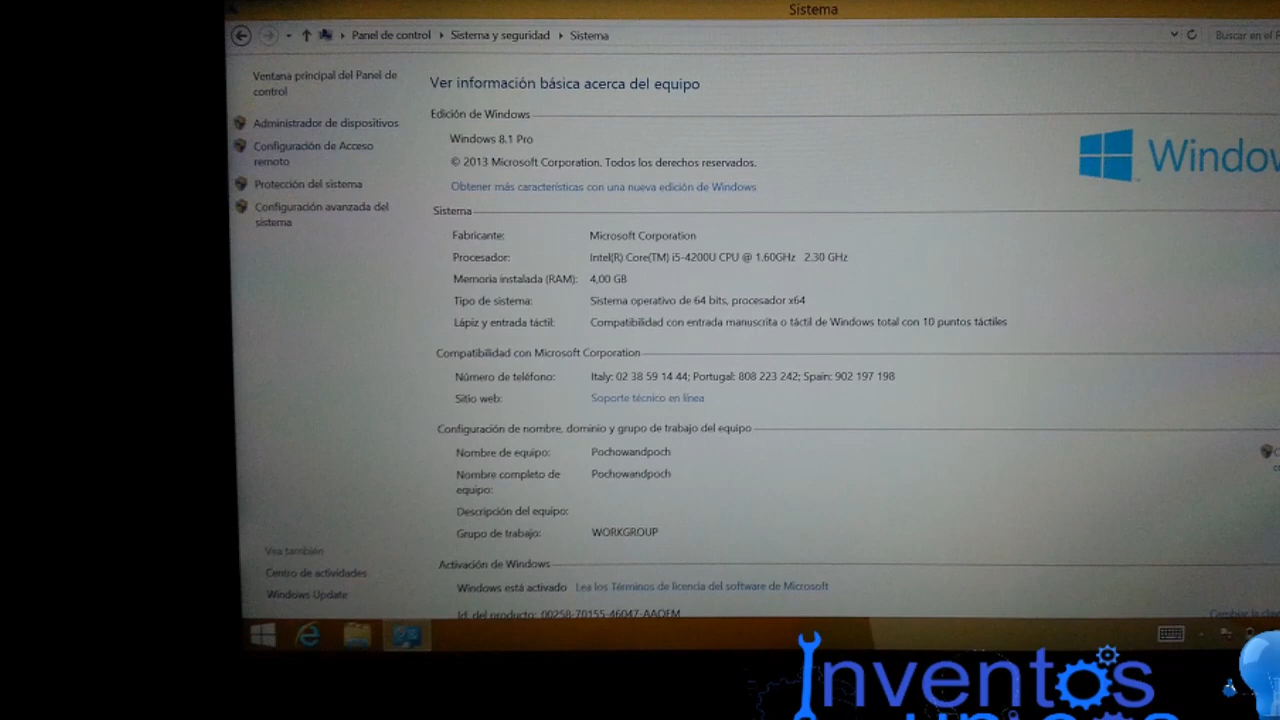 Sistema
Panel de control
Sistema y seguridad
Sistema
Buscar en el
Ventana principal del Panel de
control
Administrador de dispositivos
Configuración de Acceso
remoto
Protección del sistema
Configuración avanzada del
sistema
Ver información básica acerca del equipo
Edición de Windows
Windows 8.1 Pro
© 2013 Microsoft Corporation. Todos los derechos reservados.
Obtener más características con una nueva edición de Windows
Sistema
Fabricante: Microsoft Corporation
Procesador: Intel(R) Core(TM) i5-4200U CPU @ 1.60GHz 2.30 GHz
Memoria instalada (RAM): 4,00 GB
Tipo de sistema: Sistema operativo de 64 bits, procesador x64
Lápiz y entrada táctil: Compatibilidad con entrada manuscrita o táctil de Windows total con 10 puntos táctiles
Compatibilidad con Microsoft Corporation
Número de teléfono: Italy: 02 38 59 14 44; Portugal: 808 223 242; Spain: 902 197 198
Sitio web: Soporte técnico en línea
Configuración de nombre, dominio y grupo de trabajo del equipo
Nombre de equipo: Pochowandpoch
Nombre completo de Pochowandpoch
equipo:
Descripción del equipo:
Grupo de trabajo: WORKGROUP
Activación de Windows
Windows está activado Lea los Términos de licencia del software de Microsoft
Id. del producto: 00258-70155-46047-AAOEM
Vea también
Centro de actividades
Windows Update
Inventos